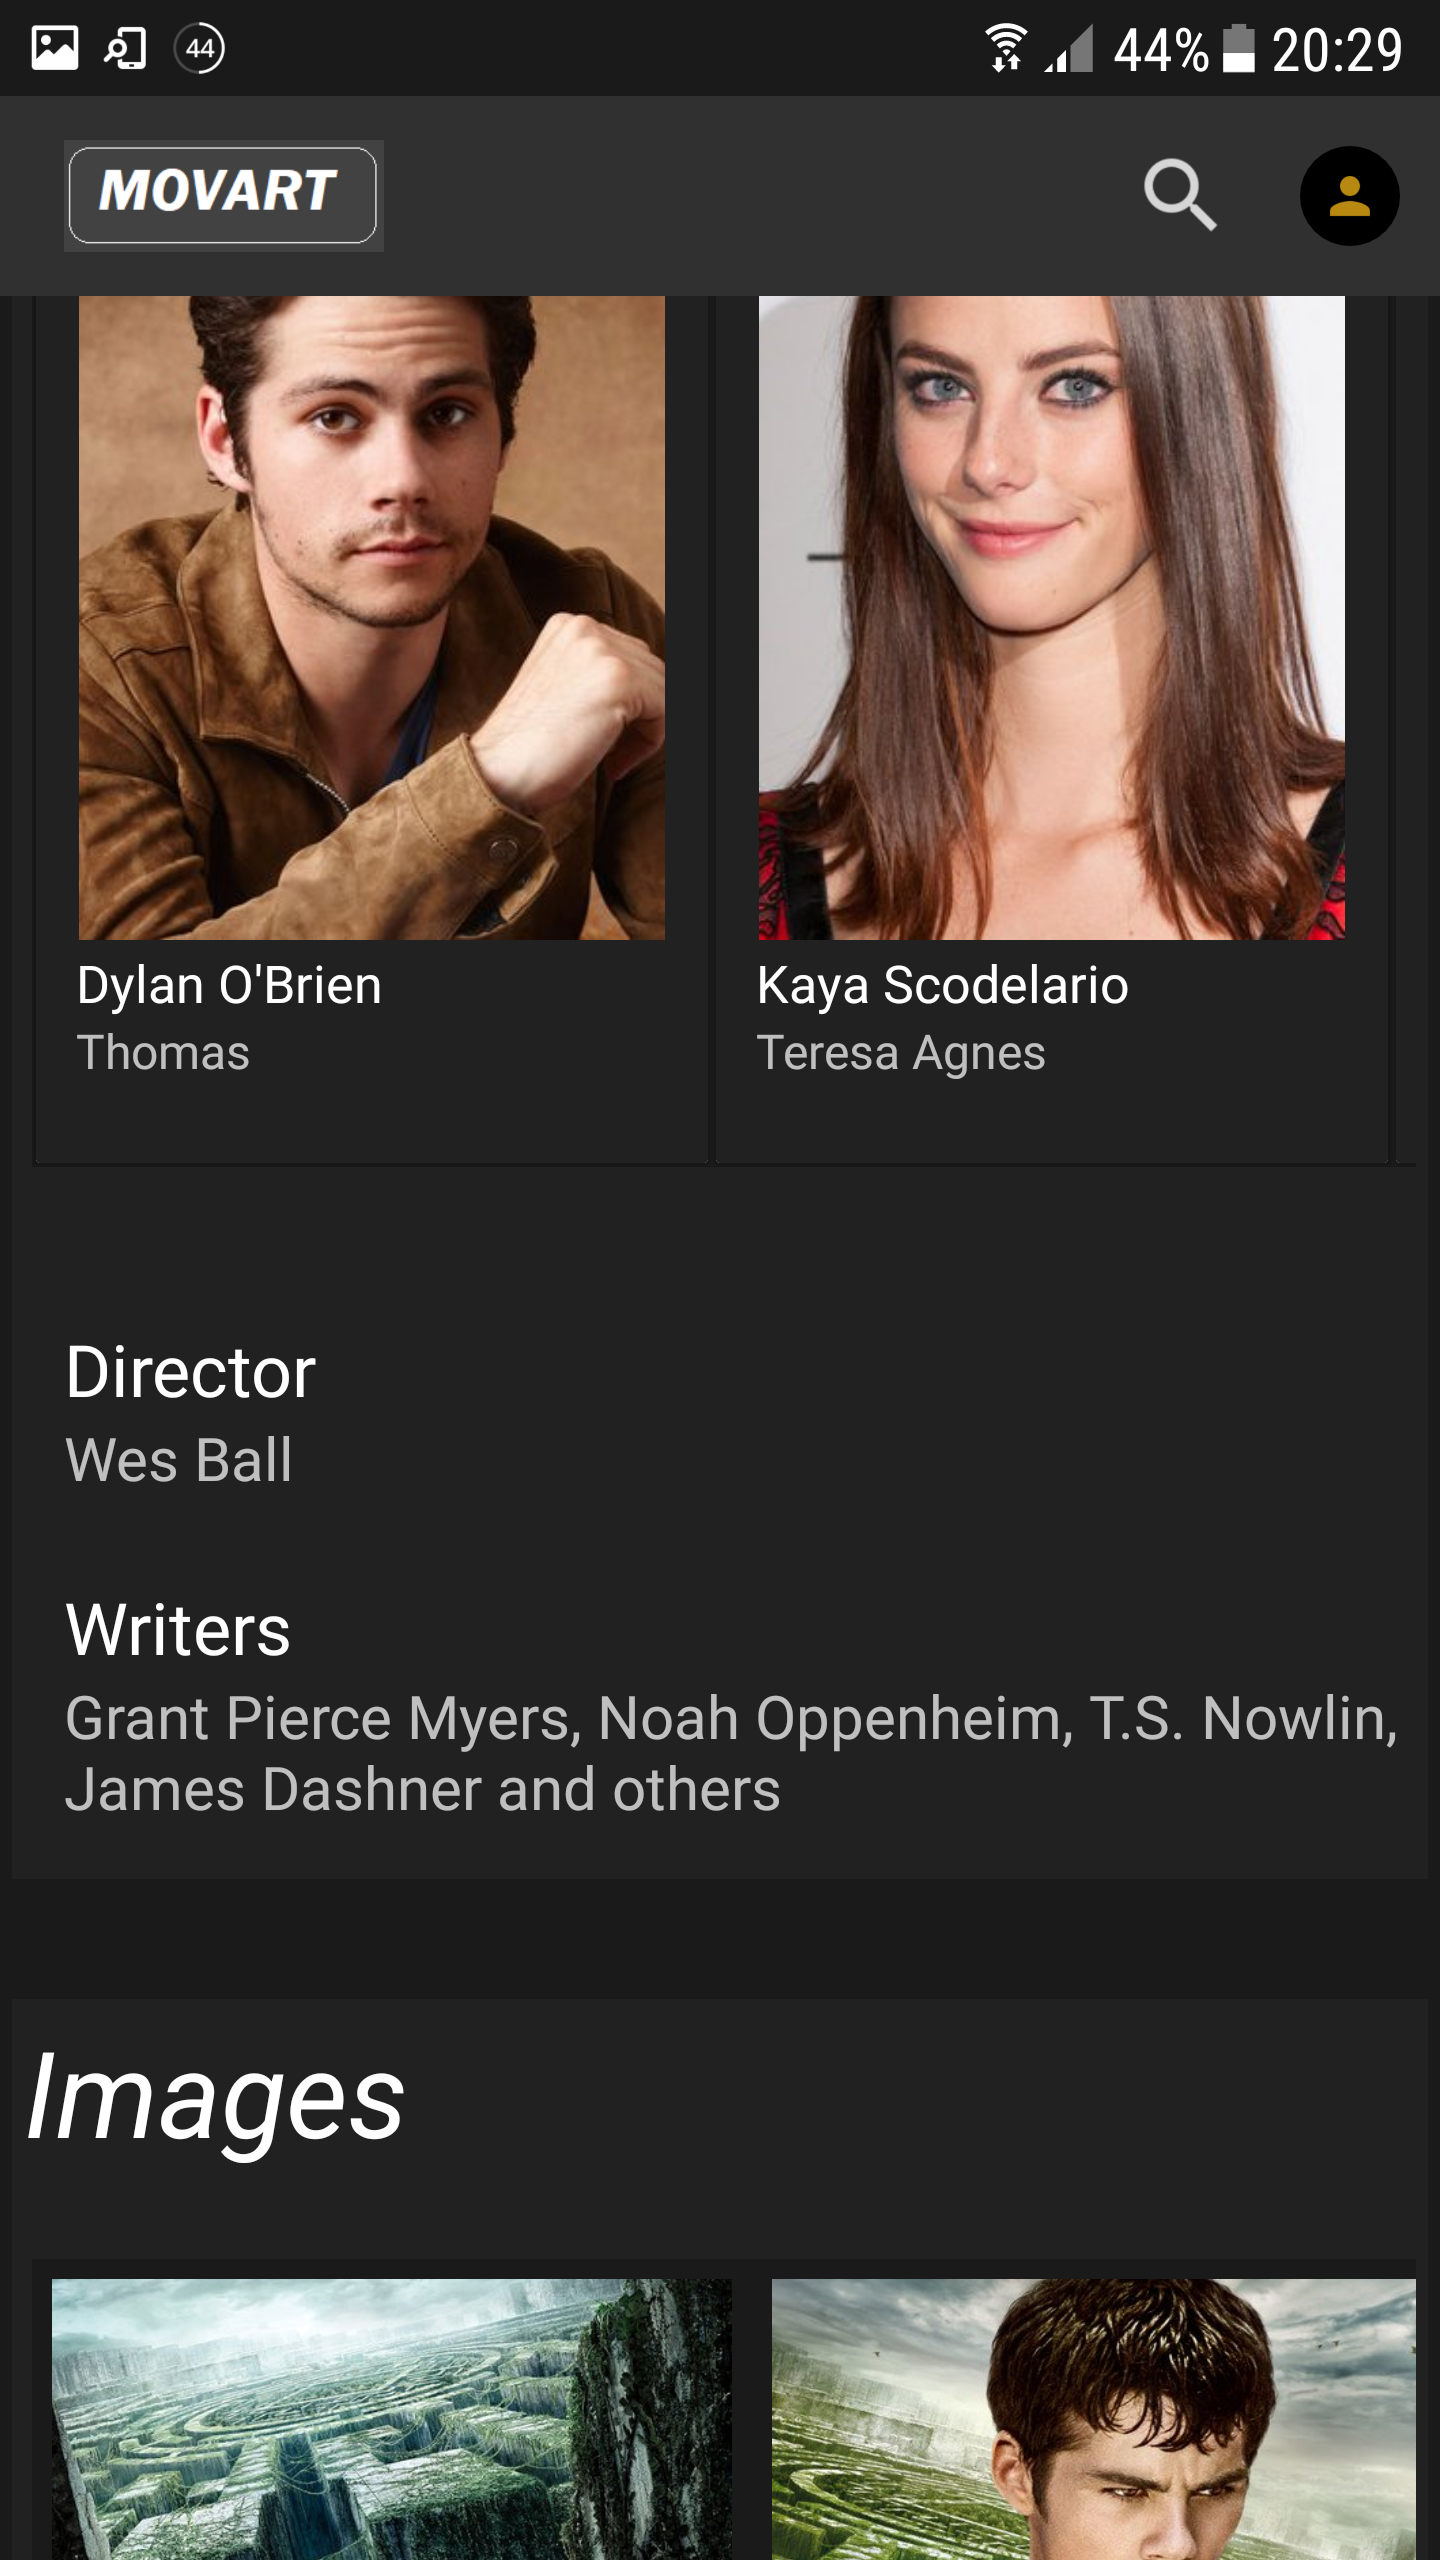 44
44% 20:29
MOVART
Dylan O'Brien
Thomas
Kaya Scodelario
Teresa Agnes
Director
Wes Ball
Writers
Grant Pierce Myers, Noah Oppenheim, T.S. Nowlin,
James Dashner and others
Images